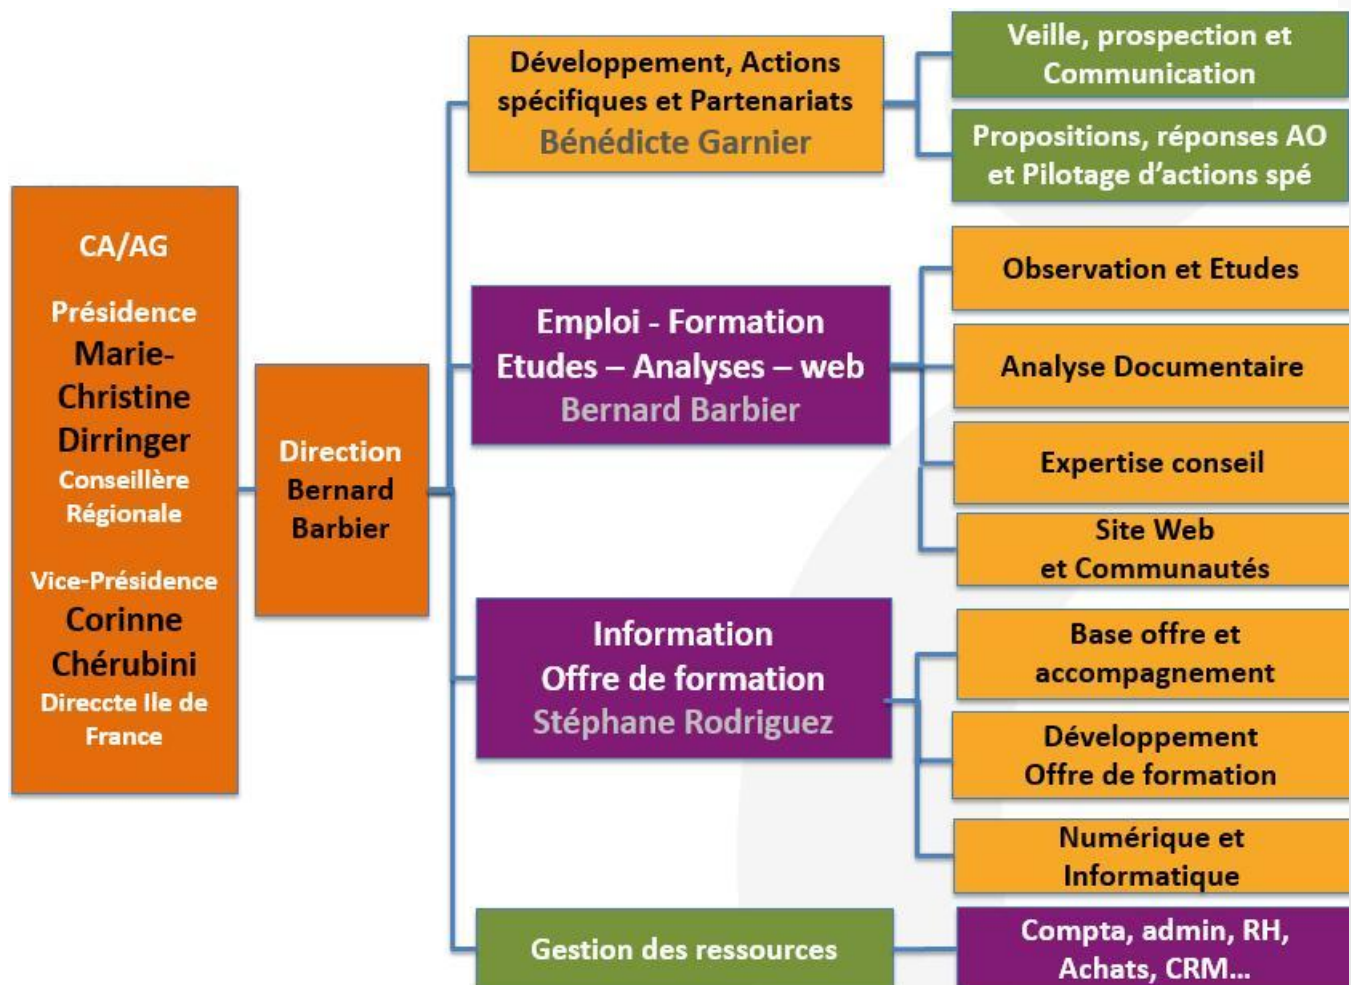 CA/AG
Présidence
Marie-
Christine
Dirringer
Conseillère
Régionale
Vice-Présidence
Corinne
Chérubini
Direccte Ile de
France
Direction
Bernard
Barbier
Développement, Actions
spécifiques et Partenariats
Bénédicte Garnier
Veille, prospection et
Communication
Propositions, réponses AO
et Pilotage d'actions spé
Emploi - Formation
Etudes – Analyses – web
Bernard Barbier
Observation et Etudes
Analyse Documentaire
Expertise conseil
Site Web
et Communautés
Information
Offre de formation
Stéphane Rodriguez
Base offre et
accompagnement
Développement
Offre de formation
Numérique et
Informatique
Gestion des ressources
Compta, admin, RH,
Achats, CRM...